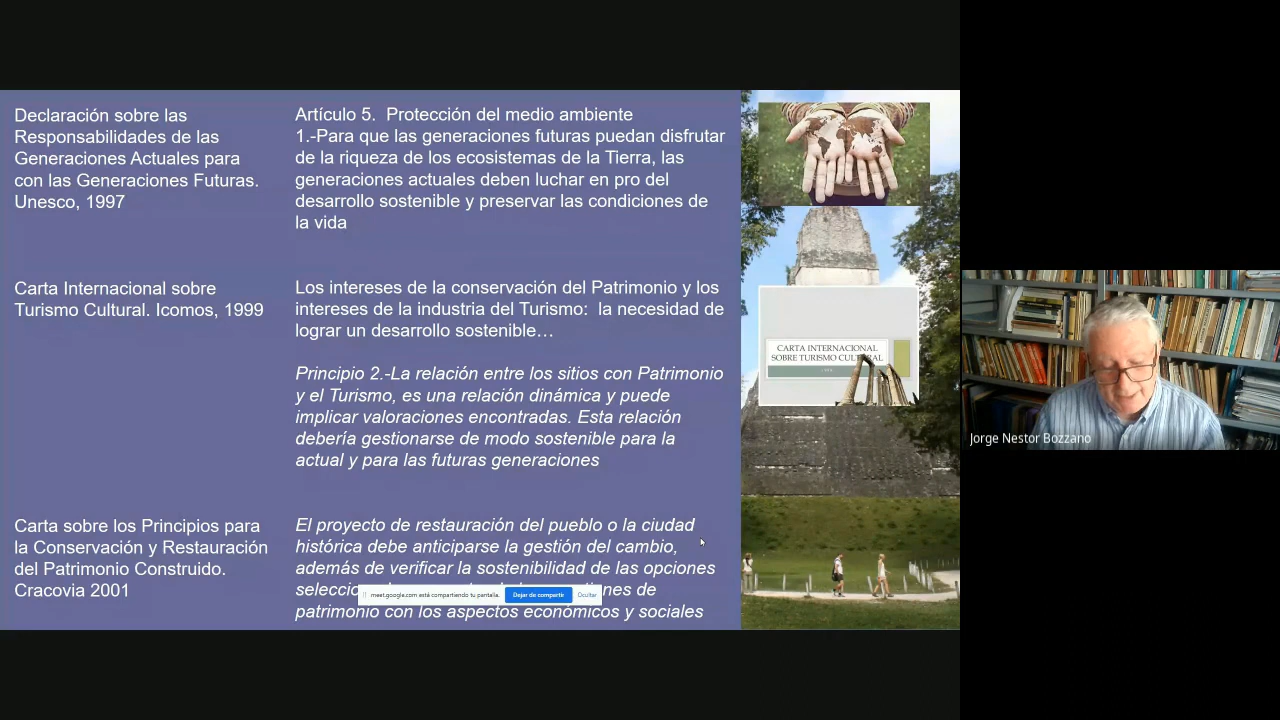 Declaración sobre las
Responsabilidades de las
Generaciones Actuales para
con las Generaciones Futuras.
Unesco, 1997
Artículo 5.  Protección del medio ambiente
1.-Para que las generaciones futuras puedan disfrutar
de la riqueza de los ecosistemas de la Tierra, las
generaciones actuales deben luchar en pro del
desarrollo sostenible y preservar las condiciones de
la vida
Carta Internacional sobre
Turismo Cultural. Icomos, 1999
Los intereses de la conservación del Patrimonio y los
intereses de la industria del Turismo:  la necesidad de
lograr un desarrollo sostenible…
Principio 2.-La relación entre los sitios con Patrimonio
y el Turismo, es una relación dinámica y puede
implicar valoraciones encontradas. Esta relación
debería gestionarse de modo sostenible para la
actual y para las futuras generaciones
CARTA INTERNACIONAL
SOBRE TURISMO CULTURAL
Carta sobre los Principios para
la Conservación y Restauración
del Patrimonio Construido.
Cracovia 2001
El proyecto de restauración del pueblo o la ciudad
histórica debe anticiparse la gestión del cambio,
además de verificar la sostenibilidad de las opciones
de
patrimonio con los aspectos económicos y sociales
meet.google.com está compartiendo tu pantalla.
Dejar de compartir
Ocultar
Jorge Nestor Bozzano